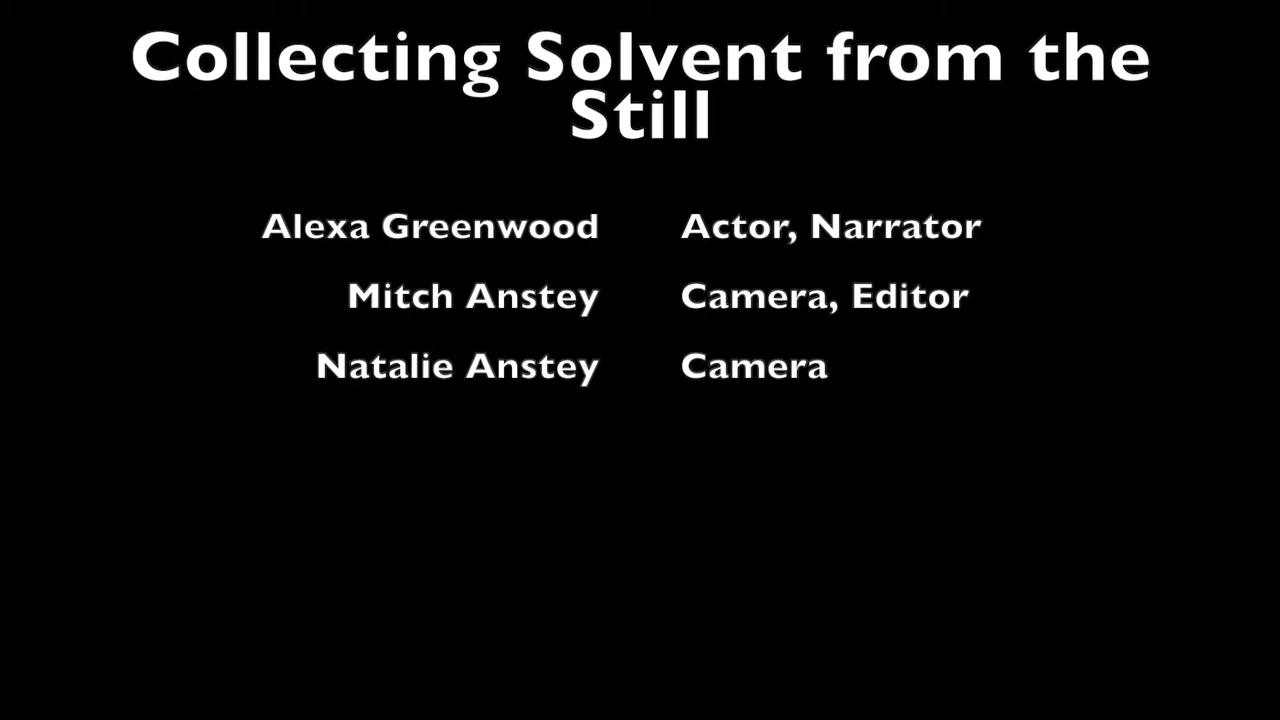 Collecting Solvent from the
Still
Alexa Greenwood Actor, Narrator
Mitch Anstey Camera, Editor
Natalie Anstey Camera